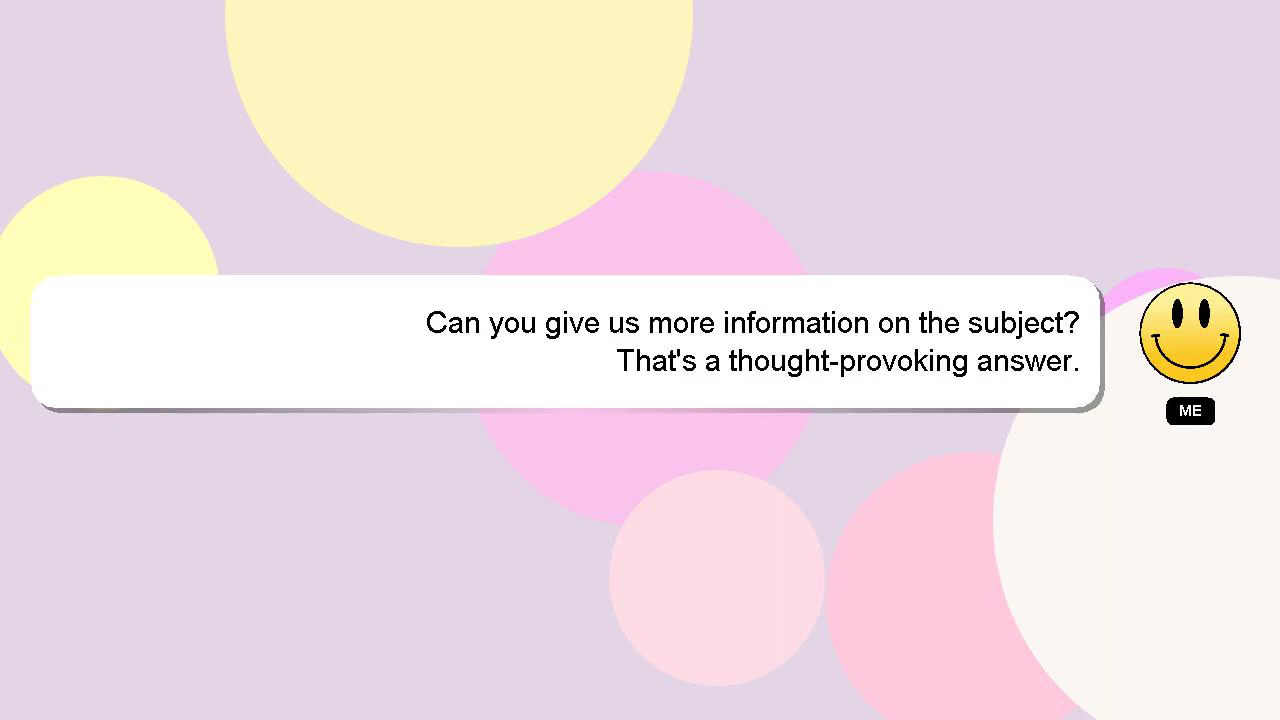 Can you give us more information on the subject?
That's a thought-provoking answer.
ME